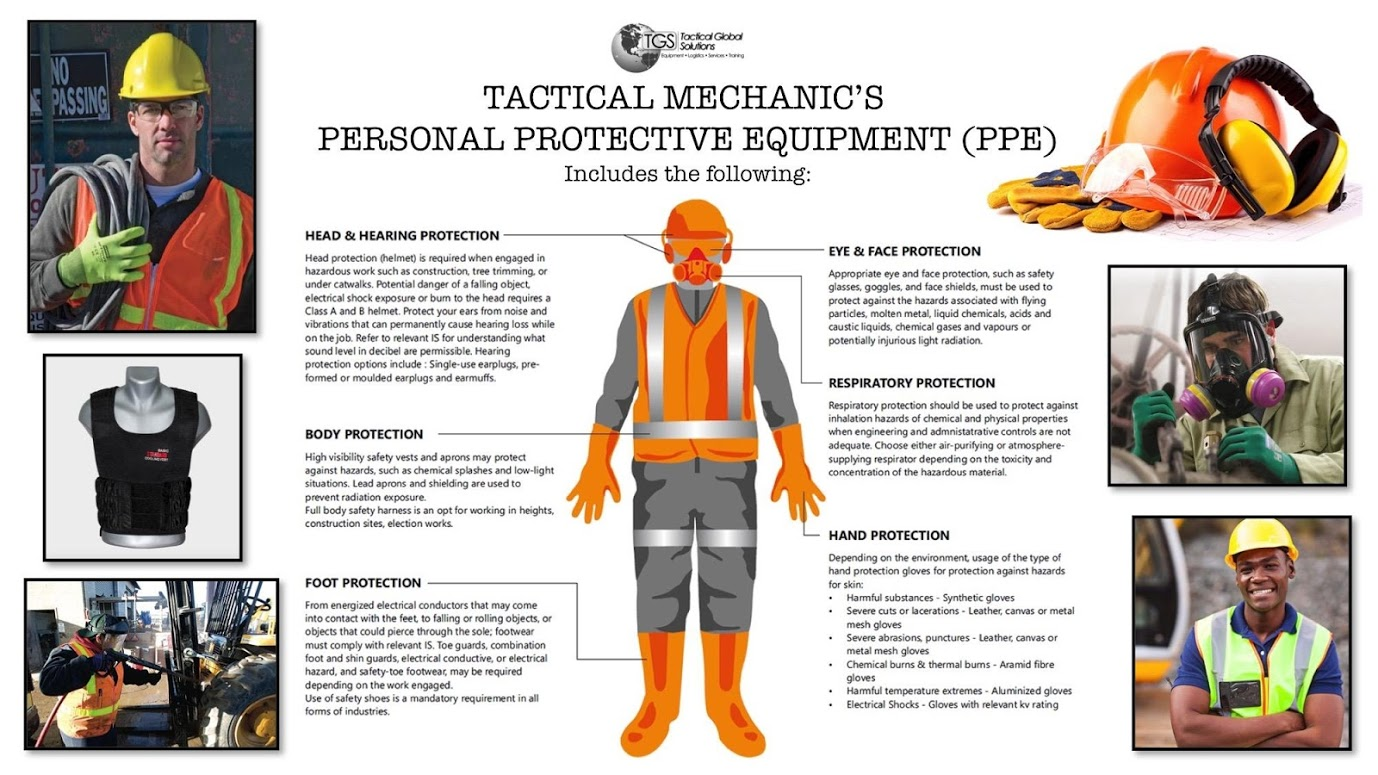 TGS Tactical Global
Solutions
Equipment • Logistics • Services • Training
TACTICAL MECHANIC'S
PERSONAL PROTECTIVE EQUIPMENT (PPE)
Includes the following:
NO
PASSING
HEAD & HEARING PROTECTION
Head protection (helmet) is required when engaged in
hazardous work such as construction, tree trimming, or
under catwalks. Potential danger of a falling object,
electrical shock exposure or burn to the head requires a
Class A and B helmet. Protect your ears from noise and
vibrations that can permanently cause hearing loss while
on the job. Refer to relevant IS for understanding what
sound level in decibel are permissible. Hearing
protection options include : Single-use earplugs, pre-
formed or moulded earplugs and earmuffs.
BODY PROTECTION
High visibility safety vests and aprons may protect
against hazards, such as chemical splashes and low-light
situations. Lead aprons and shielding are used to
prevent radiation exposure.
Full body safety harness is an opt for working in heights,
construction sites, election works.
FOOT PROTECTION
From energized electrical conductors that may come
into contact with the feet, to falling or rolling objects, or
objects that could pierce through the sole; footwear
must comply with relevant IS. Toe guards, combination
foot and shin guards, electrical conductive, or electrical
hazard, and safety-toe footwear, may be required
depending on the work engaged.
Use of safety shoes is a mandatory requirement in all
forms of industries.
EYE & FACE PROTECTION
Appropriate eye and face protection, such as safety
glasses, goggles, and face shields, must be used to
protect against the hazards associated with flying
particles, molten metal, liquid chemicals, acids and
caustic liquids, chemical gases and vapours or
potentially injurious light radiation.
RESPIRATORY PROTECTION
Respiratory protection should be used to protect against
inhalation hazards of chemical and physical properties
when engineering and admnistatrative controls are not
adequate. Choose either air-purifying or atmosphere-
supplying respirator depending on the toxicity and
concentration of the hazardous material.
HAND PROTECTION
Depending on the environment, usage of the type of
hand protection gloves for protection against hazards
for skin:
• Harmful substances - Synthetic gloves
• Severe cuts or lacerations - Leather, canvas or metal
mesh gloves
• Severe abrasions, punctures - Leather, canvas or
metal mesh gloves
• Chemical burns & thermal burns - Aramid fibre
gloves
• Harmful temperature extremes - Aluminized gloves
• Electrical Shocks - Gloves with relevant kv rating